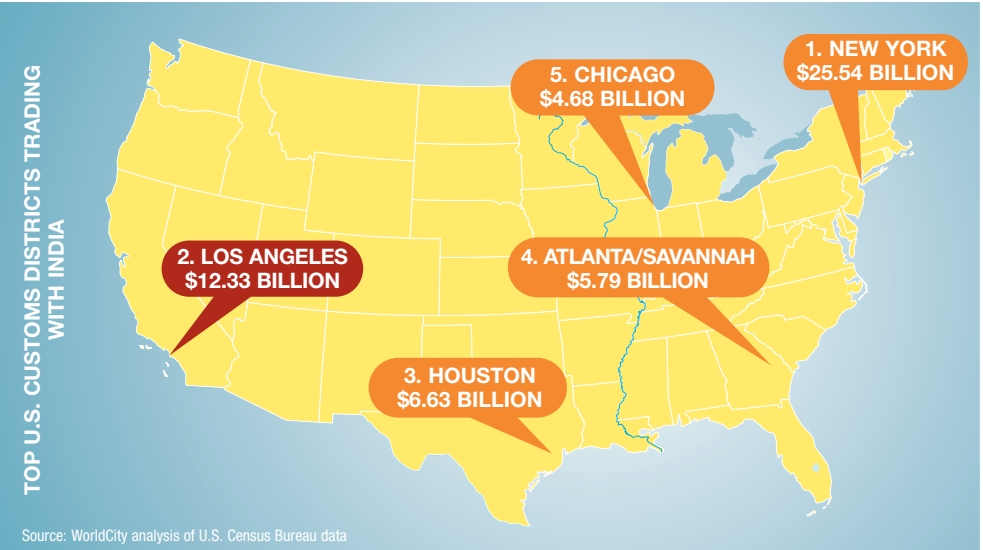 TOP U.S. CUSTOMS DISTRICTS TRADING
WITH INDIA
1. NEW YORK
$25.54 BILLION
5. CHICAGO
$4.68 BILLION
2. LOS ANGELES
$12.33 BILLION
4. ATLANTA/SAVANNAH
$5.79 BILLION
3. HOUSTON
$6.63 BILLION
Source: WorldCity analysis of U.S. Census Bureau data